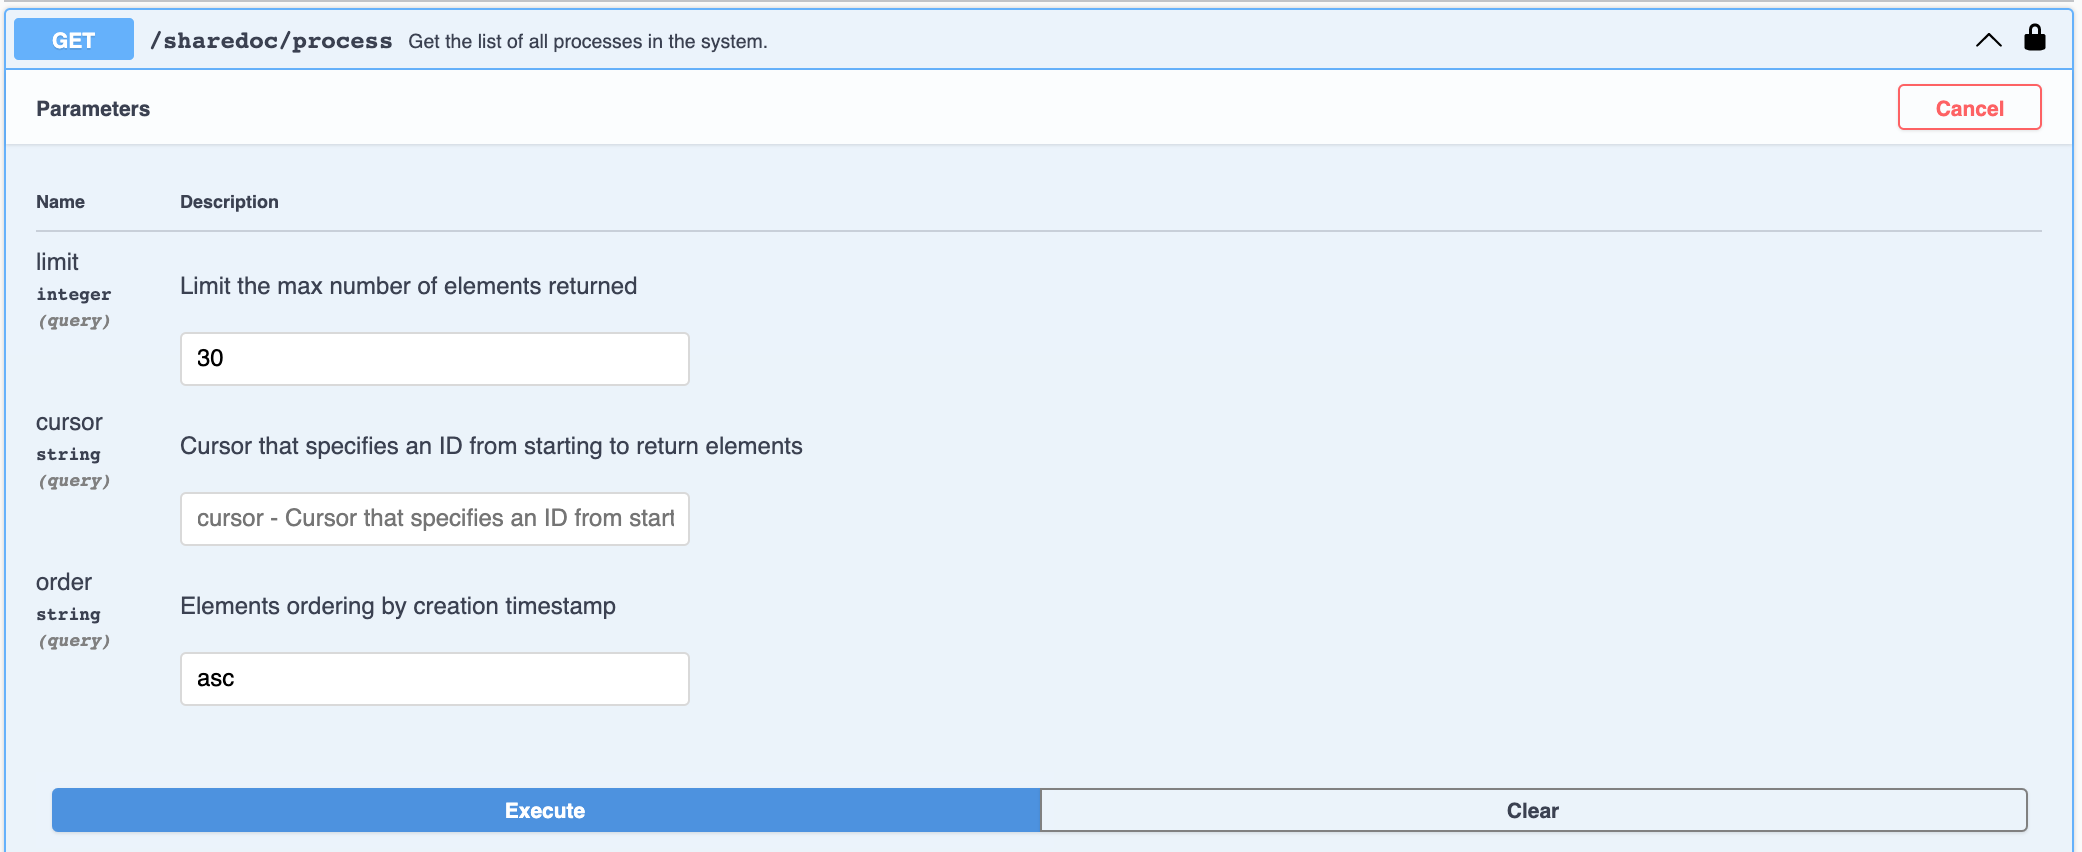 GET /sharedoc/process Get the list of all processes in the system.
Parameters Cancel
Name Description
limit
integer
(query)
Limit the max number of elements returned
30
cursor
string
(query)
Cursor that specifies an ID from starting to return elements
cursor - Cursor that specifies an ID from start
order
string
(query)
Elements ordering by creation timestamp
asc
Execute Clear